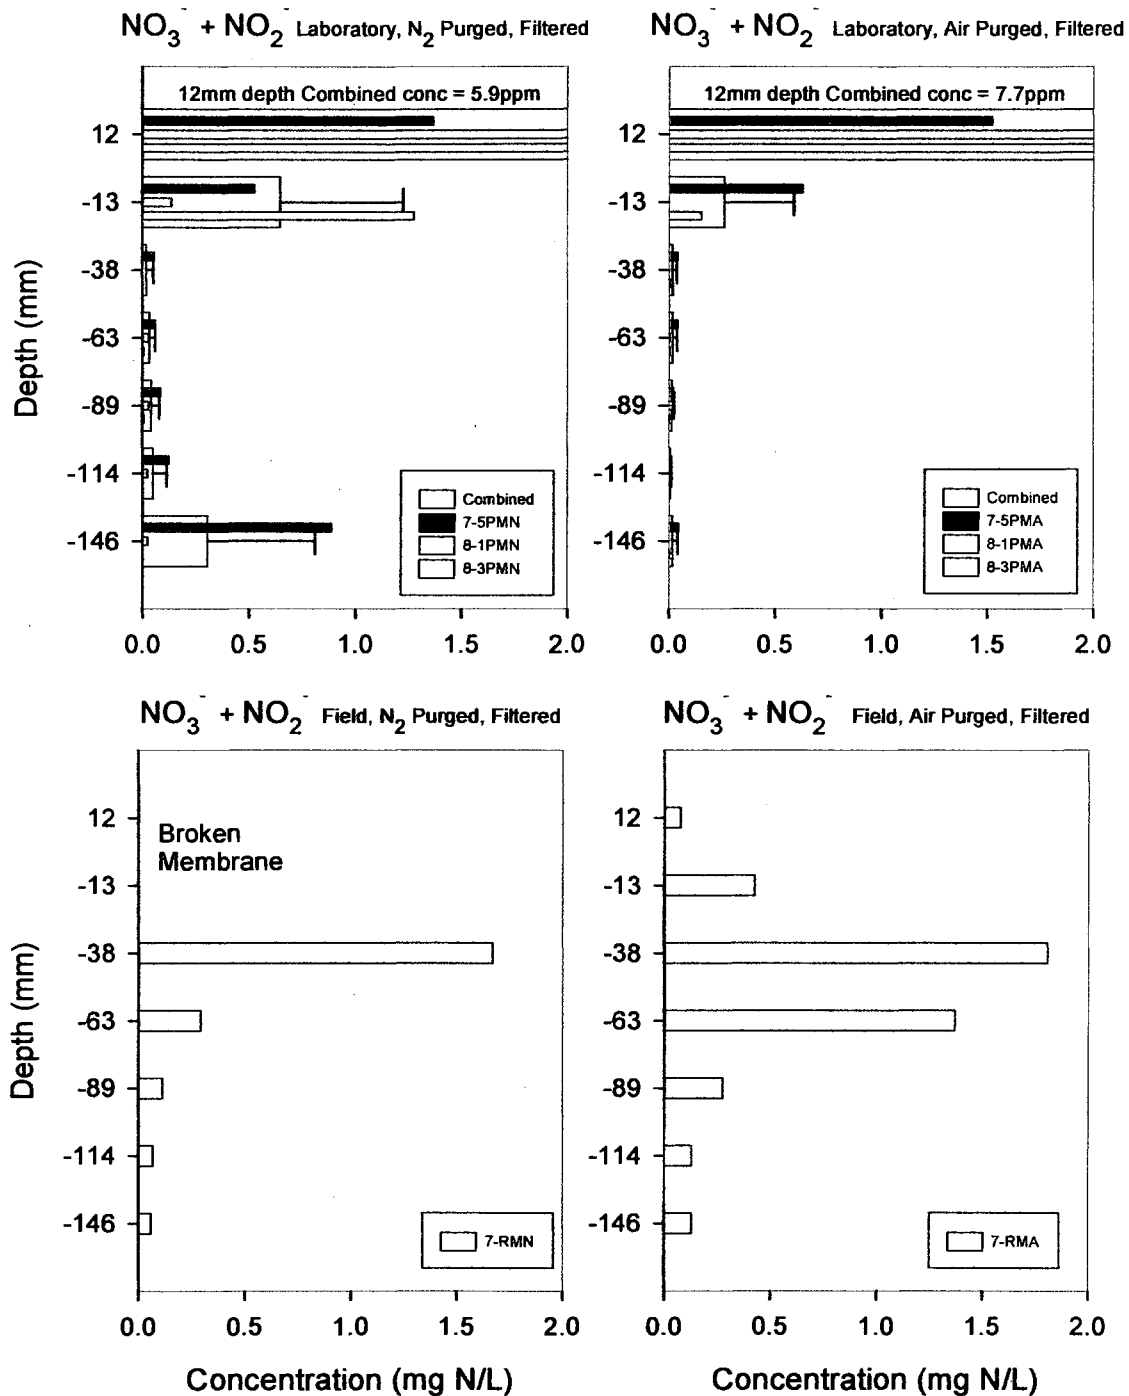 NO3- + NO2- Laboratory, N2 Purged, Filtered
12mm depth Combined conc = 5.9ppm
Depth (mm)
12
-13
-38
-63
-89
-114
-146
Combined
7-5PMN
8-1PMN
8-3PMN
0.0 0.5 1.0 1.5 2.0
NO3- + NO2- Laboratory, Air Purged, Filtered
12mm depth Combined conc = 7.7ppm
12
-13
-38
-63
-89
-114
-146
Combined
7-5PMA
8-1PMA
8-3PMA
0.0 0.5 1.0 1.5 2.0
NO3- + NO2- Field, N2 Purged, Filtered
Broken
Membrane
Depth (mm)
12
-13
-38
-63
-89
-114
-146
7-RMN
0.0 0.5 1.0 1.5 2.0
Concentration (mg N/L)
NO3- + NO2- Field, Air Purged, Filtered
12
-13
-38
-63
-89
-114
-146
7-RMA
0.0 0.5 1.0 1.5 2.0
Concentration (mg N/L)